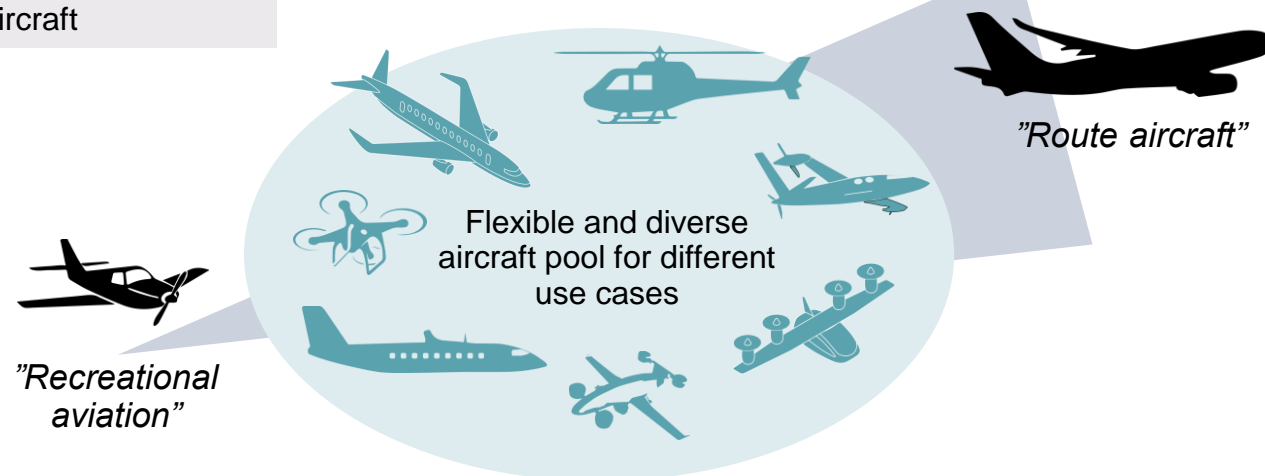 ircraft
”Route aircraft”
Flexible and diverse
aircraft pool for different
use cases
”Recreational
aviation”